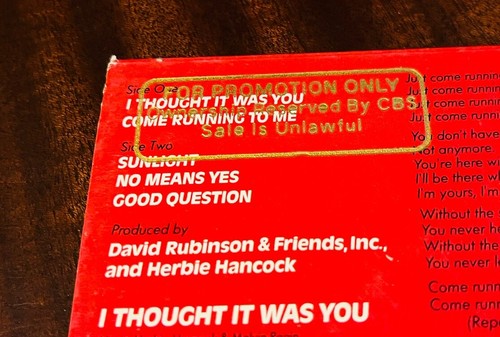 FOR PROMOTION ONLY
Ownership Reserved By CBS
Sale Is Unlawful
Side One
I THOUGHT IT WAS YOU
COME RUNNING TO ME
Side Two
SUNLIGHT
NO MEANS YES
GOOD QUESTION
Produced by
David Rubinson & Friends, Inc.,
and Herbie Hancock
I THOUGHT IT WAS YOU
Just come runnin
Just come runni
Just come runni
Just come runnin
You don't have
Not anymore
You're here w
I'll be there wh
I'm yours, I'm
Without the
You never h
Without the
You never l
Come runn
Come runn
(Rep